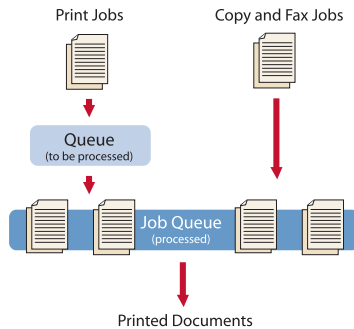 Print Jobs
Copy and Fax Jobs
Queue
(to be processed)
Job Queue
(processed)
Printed Documents